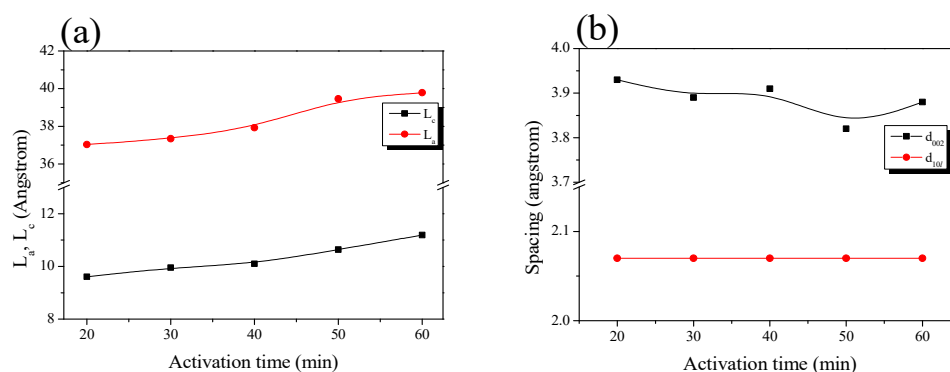 (a)
42
40
38
36
12
10
8
20 30 40 50 60
L_a, L_c (Angstrom)
Activation time (min)
L_c
L_a
(b)
4.0
3.9
3.8
3.7
2.1
2.0
20 30 40 50 60
Spacing (angstrom)
Activation time (min)
d_002
d_10l